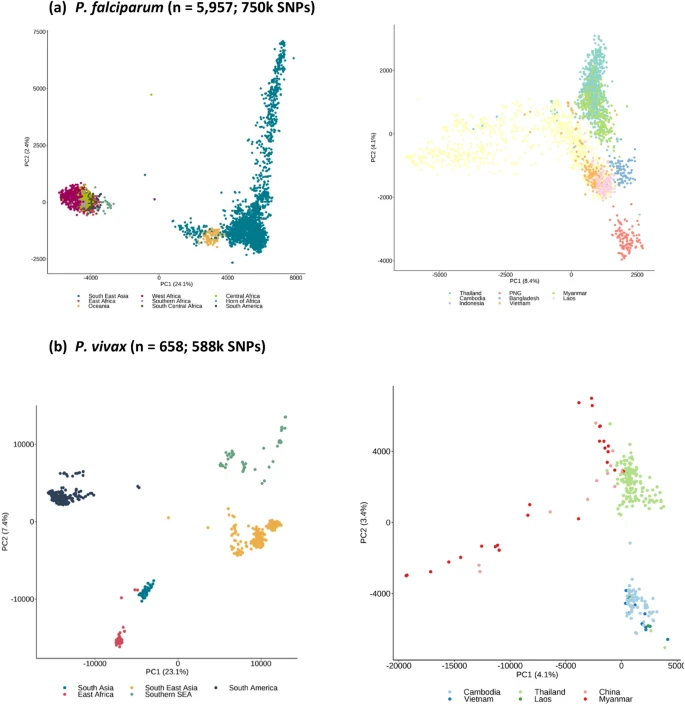 (a) P. falciparum (n = 5,957; 750k SNPs)
7500
5000
2500
0
-2500
PC2 (2.4%)
-4000 0 4000 8000
PC1 (24.1%)
South East Asia West Africa Central Africa
East Africa Southern Africa Horn of Africa
Oceania South Central Africa South America
2000
0
-2000
-4000
PC2 (4.1%)
-5000 -2500 0 2500
PC1 (8.4%)
Thailand PNG Myanmar
Cambodia Bangladesh Laos
Indonesia Vietnam
(b) P. vivax (n = 658; 588k SNPs)
10000
0
-10000
PC2 (7.4%)
-10000 0 10000
PC1 (23.1%)
South Asia South East Asia South America
East Africa Southern SEA
4000
0
-4000
PC2 (3.4%)
-20000 -15000 -10000 -5000 0 5000
PC1 (4.1%)
Cambodia Thailand China
Vietnam Laos Myanmar